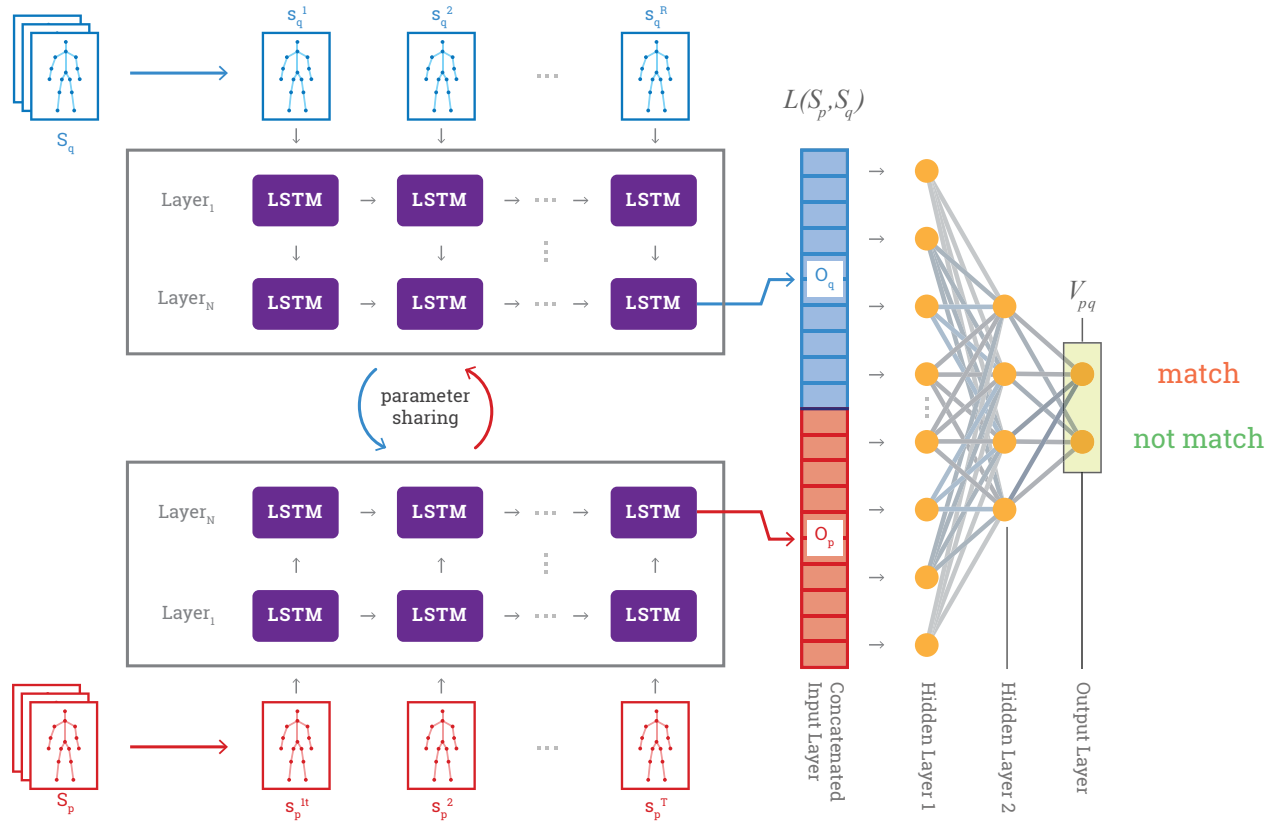 s_q^1 s_q^2 ... s_q^R
S_q
L(S_p,S_q)
Layer_1 LSTM → LSTM → ... → LSTM
Layer_N LSTM → LSTM → ... → LSTM
O_q
V_pq
match
parameter
sharing
not match
Layer_N LSTM → LSTM → ... → LSTM
O_p
Layer_1 LSTM → LSTM → ... → LSTM
Concatenated
Input Layer
Hidden Layer 1
Hidden Layer 2
Output Layer
S_p
s_p^1t s_p^2 ... s_p^T